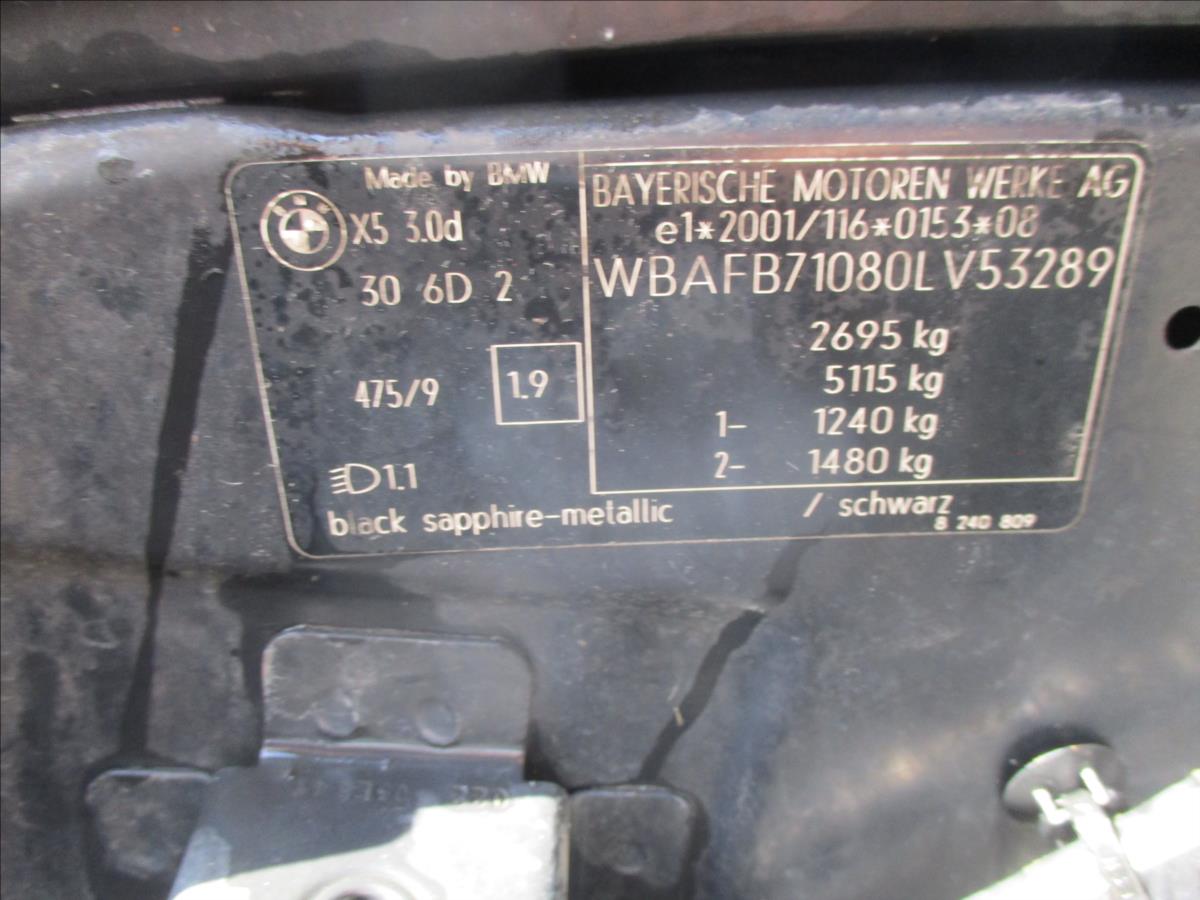 Made by BMW
X5 3.0d
30 6D 2
475/9 1.9
1.1
black sapphire-metallic / schwarz
8 240 809
BAYERISCHE MOTOREN WERKE AG
e1*2001/116*0153*08
WBAFB71080LV53289
2695 kg
5115 kg
1- 1240 kg
2- 1480 kg